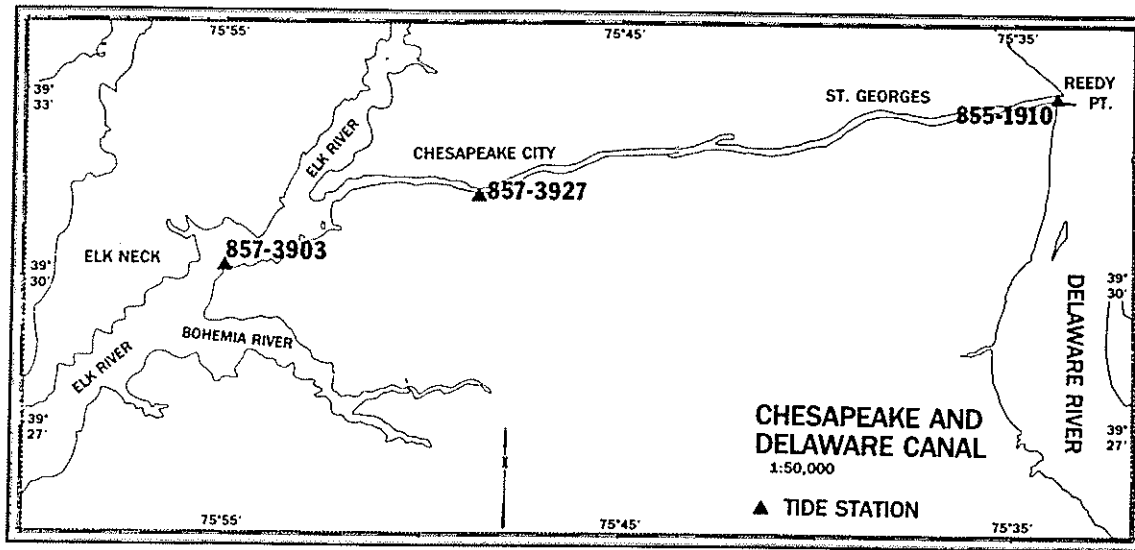 75°55'
75°45'
75°35'
39°
33'
ELK RIVER
ST. GEORGES
REEDY
PT.
855-1910
CHESAPEAKE CITY
857-3927
ELK NECK
857-3903
39°
30'
39°
30'
BOHEMIA RIVER
ELK RIVER
DELAWARE RIVER
39°
27'
39°
27'
CHESAPEAKE AND
DELAWARE CANAL
1:50,000
▲ TIDE STATION
75°55'
75°45'
75°35'